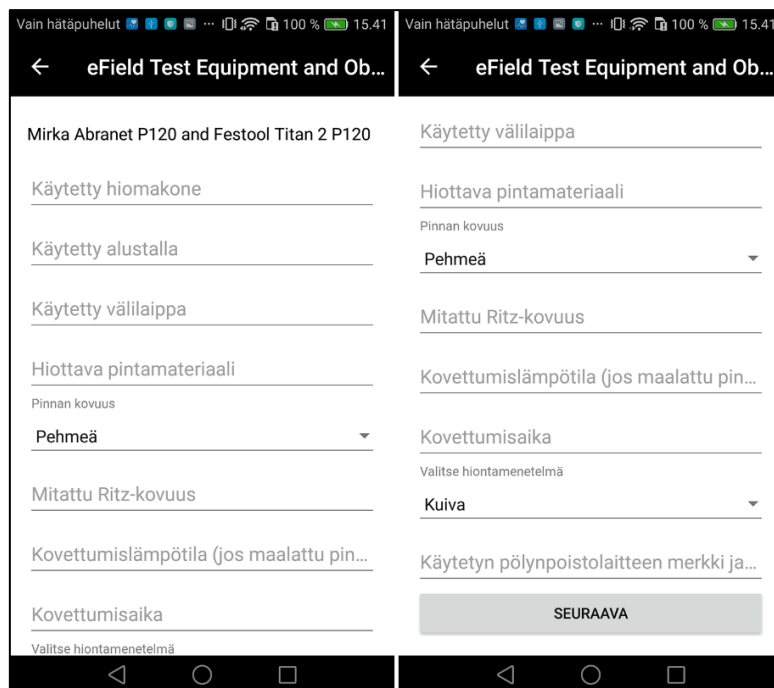 Vain hätäpuhelut ... 100 % 15.41
eField Test Equipment and Ob...
Mirka Abranet P120 and Festool Titan 2 P120
Käytetty hiomakone
Käytetty alustalla
Käytetty välilaippa
Hiottava pintamateriaali
Pinnan kovuus
Pehmeä
Mitattu Ritz-kovuus
Kovettumislämpötila (jos maalattu pin...
Kovettumisaika
Valitse hiontamenetelmä
Vain hätäpuhelut ... 100 % 15.41
eField Test Equipment and Ob...
Käytetty välilaippa
Hiottava pintamateriaali
Pinnan kovuus
Pehmeä
Mitattu Ritz-kovuus
Kovettumislämpötila (jos maalattu pin...
Kovettumisaika
Valitse hiontamenetelmä
Kuiva
Käytetyn pölynpoistolaitteen merkki ja...
SEURAAVA